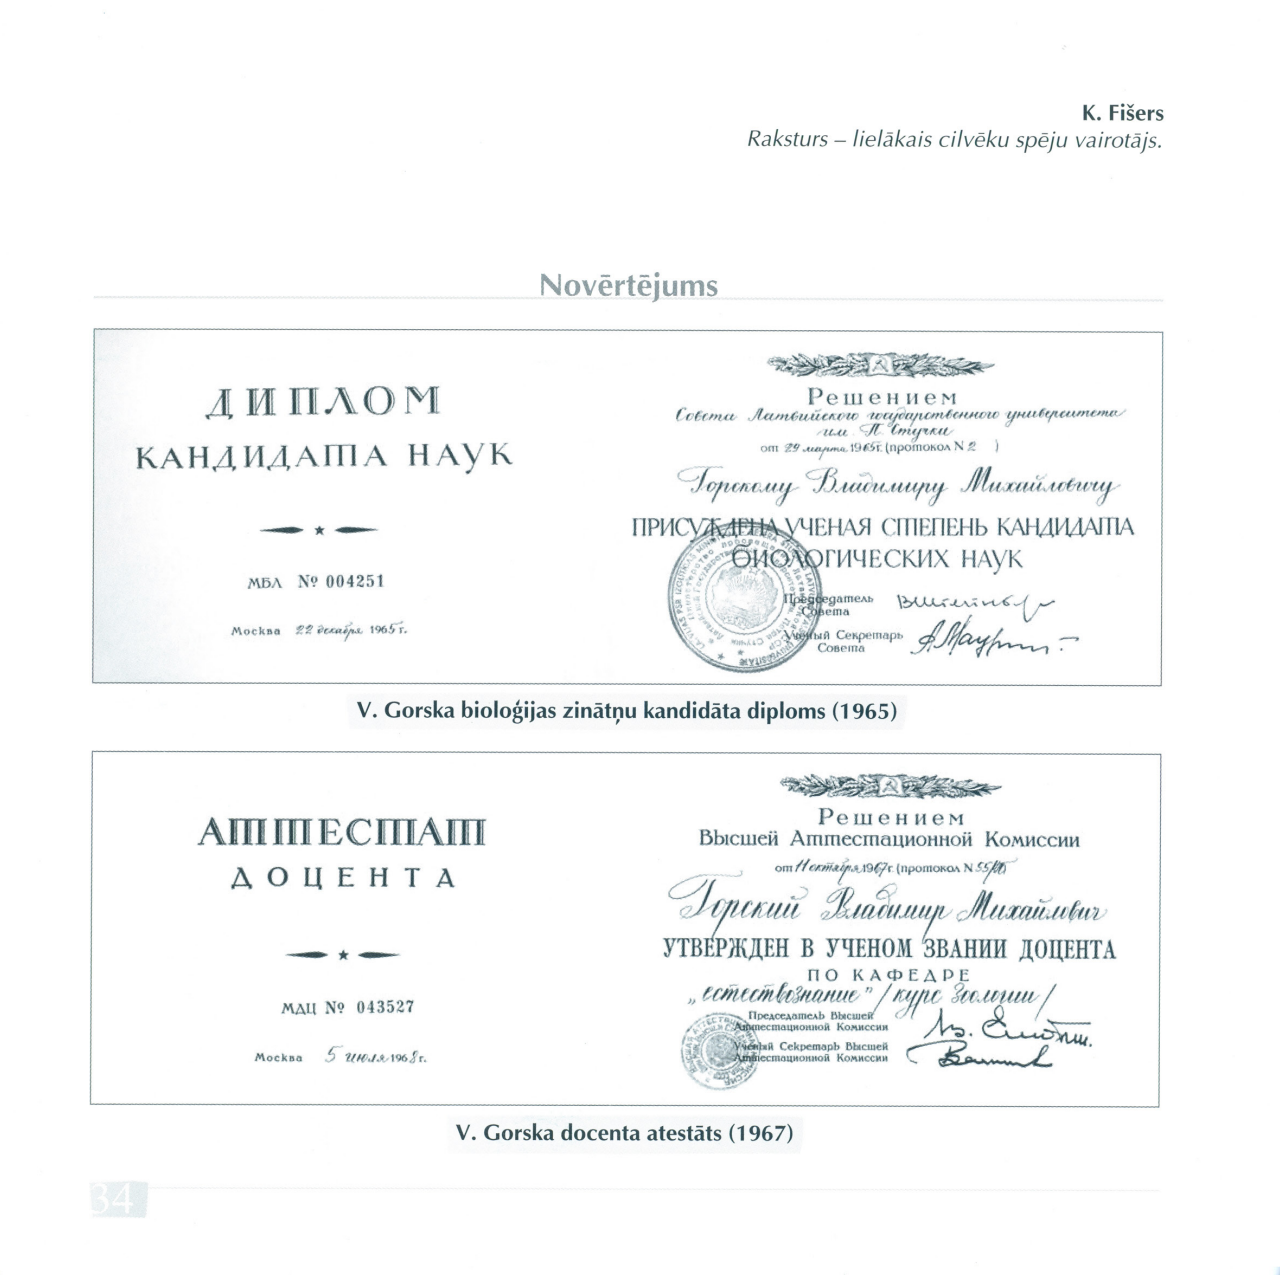 K. Fišers
Raksturs – lielākais cilvēku spēju vairotājs.
Novērtējums
ДИПЛОМ
КАНДИДАТА НАУК
МБЛ № 004251
Москва 22 декабря 1965 г.
Решением
Совета Латвийского государственного университета
им. П. Стучки
от 29 марта 1965 г. (протокол N 2 )
Горскому Владимиру Михайловичу
ПРИСУЖДЕНА УЧЕНАЯ СТЕПЕНЬ КАНДИДАТА
БИОЛОГИЧЕСКИХ НАУК
Председатель
Совета
Ученый Секретарь
Совета
V. Gorska bioloģijas zinātņu kandidāta diploms (1965)
АТТЕСТАТ
ДОЦЕНТА
МДЦ № 043527
Москва 5 июля 1968 г.
Решением
Высшей Аттестационной Комиссии
от 11 октября 1967 г. (протокол N
Горский Владимир Михайлович
УТВЕРЖДЕН В УЧЕНОМ ЗВАНИИ ДОЦЕНТА
ПО КАФЕДРЕ
„естествознание" /курс зоологии/
Председатель Высшей
Аттестационной Комиссии
Ученый Секретарь Высшей
Аттестационной Комиссии
V. Gorska docenta atestāts (1967)
34